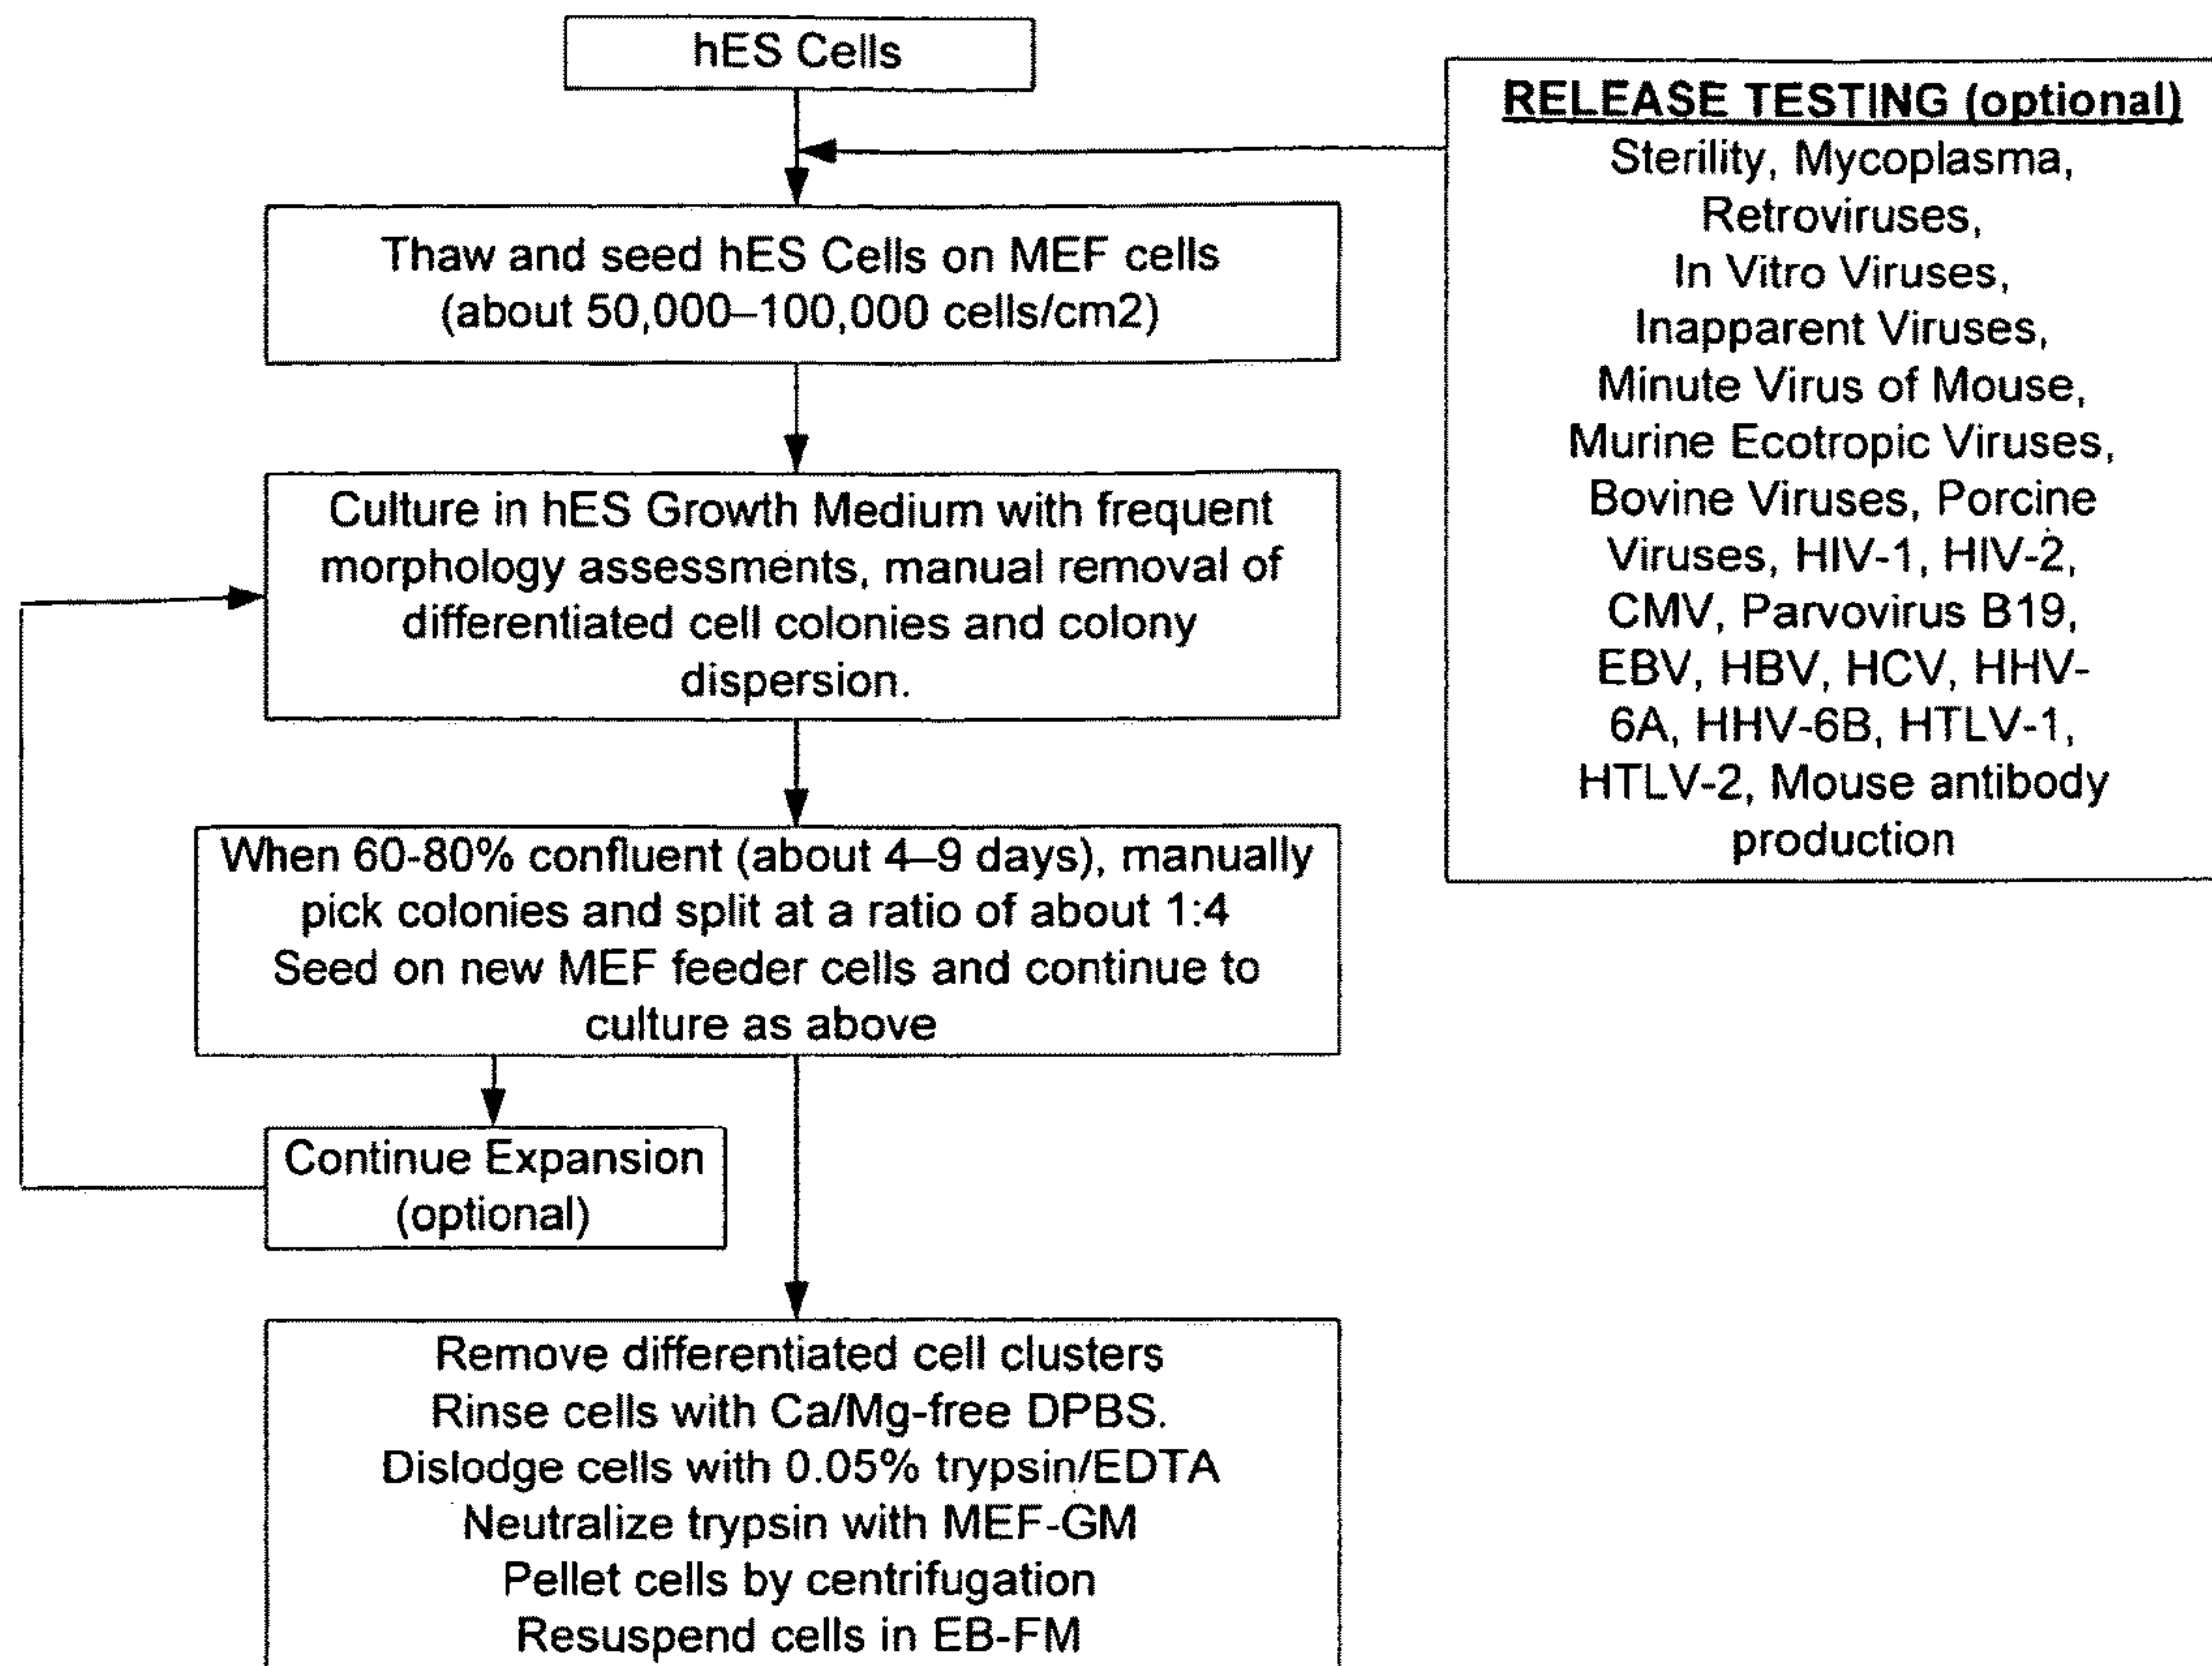 hES Cells
RELEASE TESTING (optional)
Sterility, Mycoplasma,
Retroviruses,
In Vitro Viruses,
Inapparent Viruses,
Minute Virus of Mouse,
Murine Ecotropic Viruses,
Bovine Viruses, Porcine
Viruses, HIV-1, HIV-2,
CMV, Parvovirus B19,
EBV, HBV, HCV, HHV-
6A, HHV-6B, HTLV-1,
HTLV-2, Mouse antibody
production
Thaw and seed hES Cells on MEF cells
(about 50,000–100,000 cells/cm2)
Culture in hES Growth Medium with frequent
morphology assessments, manual removal of
differentiated cell colonies and colony
dispersion.
When 60-80% confluent (about 4–9 days), manually
pick colonies and split at a ratio of about 1:4
Seed on new MEF feeder cells and continue to
culture as above
Continue Expansion
(optional)
Remove differentiated cell clusters
Rinse cells with Ca/Mg-free DPBS.
Dislodge cells with 0.05% trypsin/EDTA
Neutralize trypsin with MEF-GM
Pellet cells by centrifugation
Resuspend cells in EB-FM